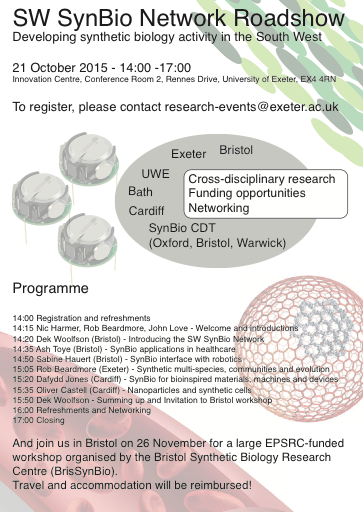 SW SynBio Network Roadshow
Developing synthetic biology activity in the South West
21 October 2015 - 14:00 -17:00
Innovation Centre, Conference Room 2, Rennes Drive, University of Exeter, EX4 4RN
To register, please contact research-events@exeter.ac.uk
Exeter Bristol
UWE
Bath
Cardiff
Cross-disciplinary research
Funding opportunities
Networking
SynBio CDT
(Oxford, Bristol, Warwick)
Programme
14:00 Registration and refreshments
14:15 Nic Harmer, Rob Beardmore, John Love - Welcome and introductions
14:20 Dek Woolfson (Bristol) - Introducing the SW SynBio Network
14:35 Ash Toye (Bristol) - SynBio applications in healthcare
14:50 Sabine Hauert (Bristol) - SynBio interface with robotics
15:05 Rob Beardmore (Exeter) - Synthetic multi-species, communities and evolution
15:20 Dafydd Jones (Cardiff) - SynBio for bioinspired materials, machines and devices
15:35 Oliver Castell (Cardiff) - Nanoparticles and synthetic cells
15:50 Dek Woolfson - Summing up and Invitation to Bristol workshop
16:00 Refreshments and Networking
17:00 Closing
And join us in Bristol on 26 November for a large EPSRC-funded
workshop organised by the Bristol Synthetic Biology Research
Centre (BrisSynBio).
Travel and accommodation will be reimbursed!